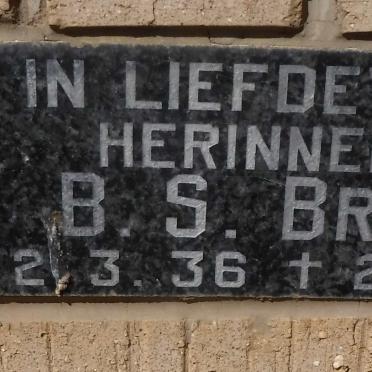 IN LIEFDE
HERINNE
B. S. BR
2. 3. 36 + 2